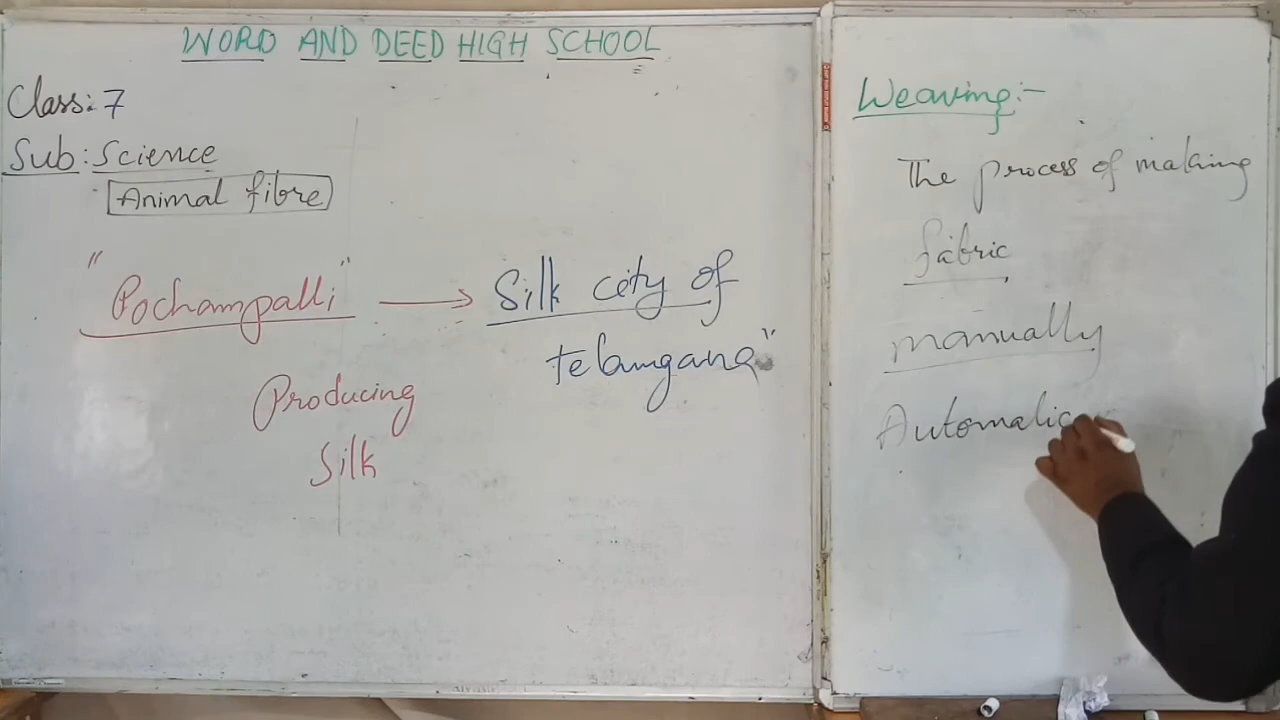 WORD AND DEED HIGH SCHOOL
Class: 7
Sub: Science
Animal fibre
"Pochampalli" → Silk city of
telangana"
Producing
Silk
Weaving:-
The process of making
fabric
manually
Automatic